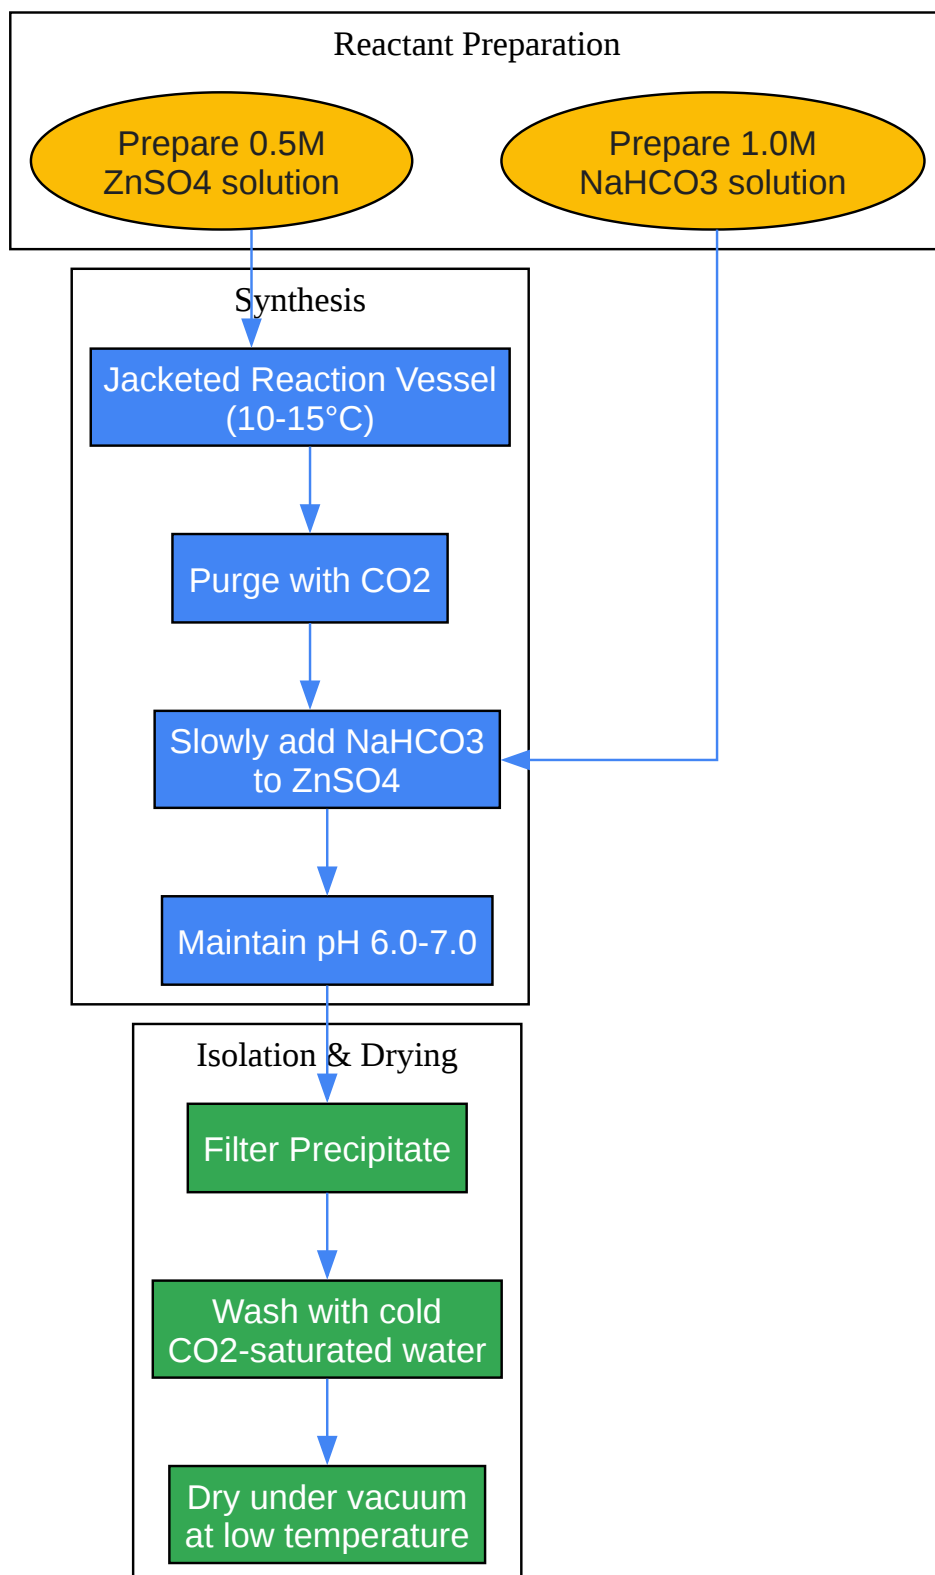 Reactant Preparation
Prepare 0.5M
ZnSO4 solution
Prepare 1.0M
NaHCO3 solution
Synthesis
Jacketed Reaction Vessel
(10-15°C)
Purge with CO2
Slowly add NaHCO3
to ZnSO4
Maintain pH 6.0-7.0
Isolation & Drying
Filter Precipitate
Wash with cold
CO2-saturated water
Dry under vacuum
at low temperature